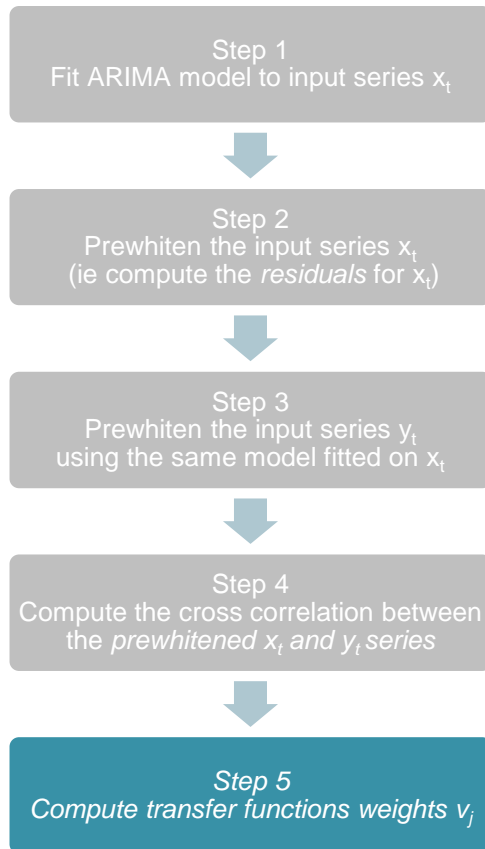 Step 1
Fit ARIMA model to input series xt
Step 2
Prewhiten the input series xt
(ie compute the residuals for xt)
Step 3
Prewhiten the input series yt
using the same model fitted on xt
Step 4
Compute the cross correlation between
the prewhitened xt and yt series
Step 5
Compute transfer functions weights vj